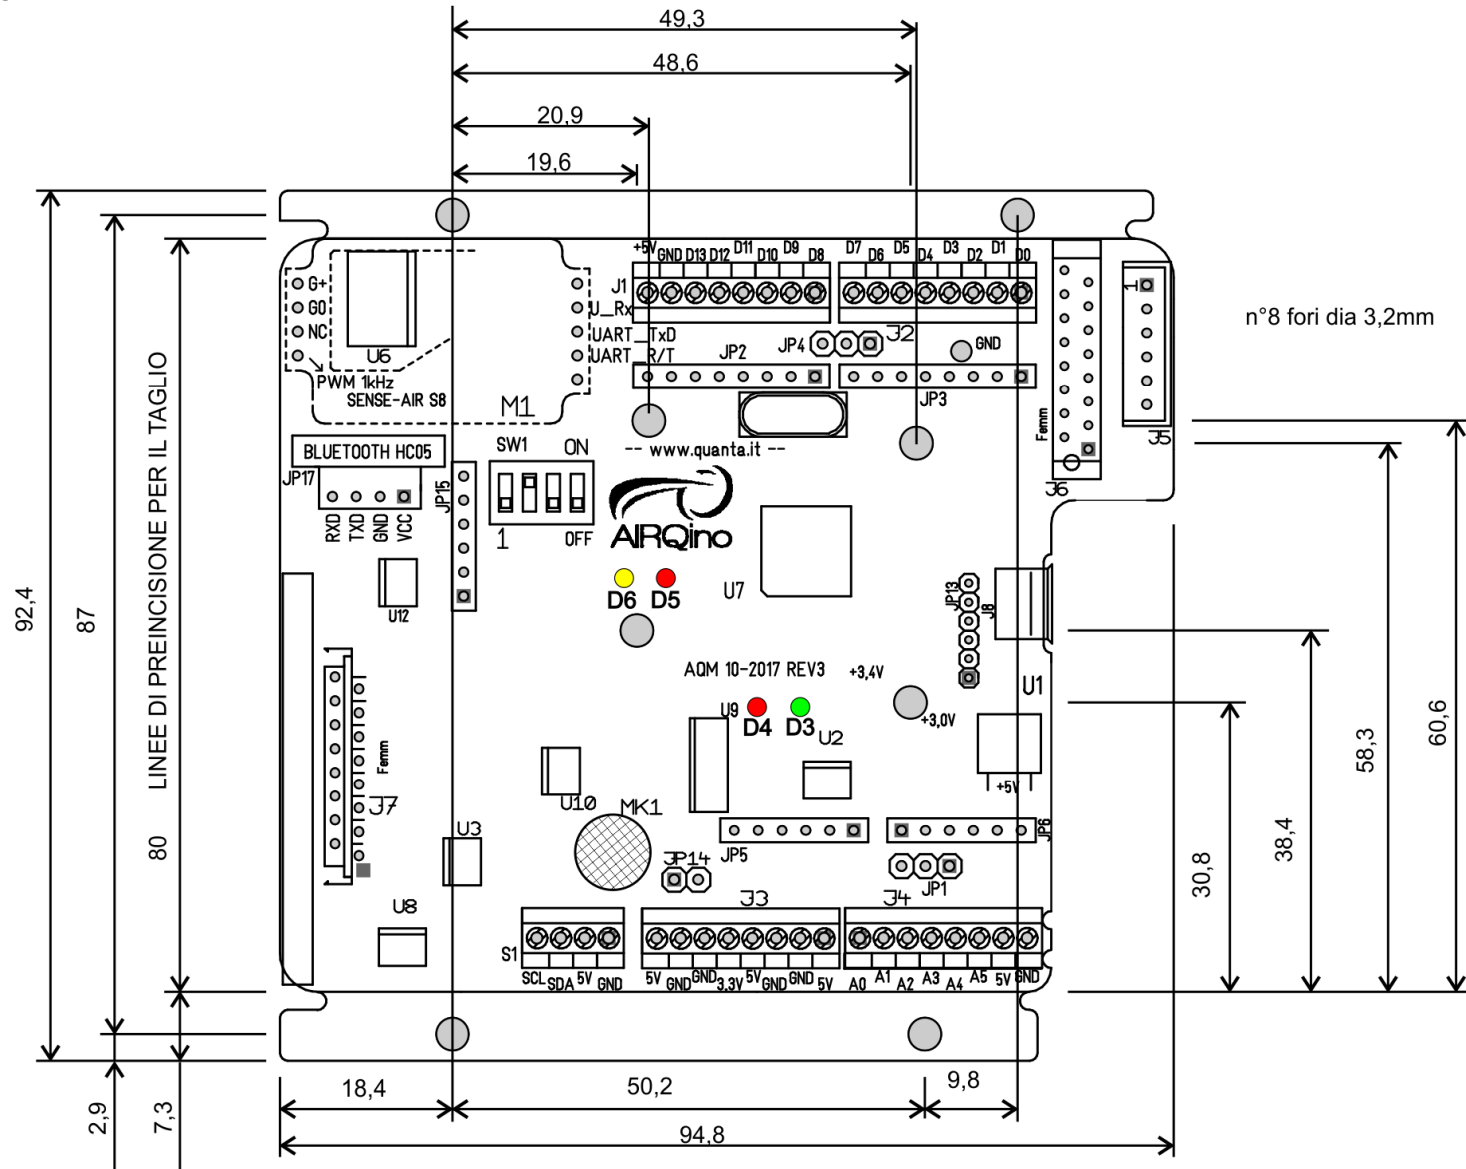 49,3
48,6
20,9
19,6
+5V GND D13 D12 D11 D10 D9 D8
D7 D6 D5 D4 D3 D2 D1 D0
J1
G+
G0
NC
U_Rx
UART_TxD
UART_R/T
U6
PWM 1kHz
SENSE-AIR S8
M1
JP2
JP4
J2
GND
JP3
1
J5
Femm
J6
n°8 fori dia 3,2mm
BLUETOOTH HC05
JP17
RXD
TXD
GND
VCC
JP15
SW1
ON
1
OFF
-- www.quanta.it --
AIRQino
D6
D5
U7
U12
JP13
J8
AQM 10-2017 REV3
+3,4V
+3,0V
U1
U9
D4
D3
U2
+5V
Femm
J7
U10
MK1
U3
JP14
JP5
JP6
JP1
U8
J3
J4
S1
SCL SDA 5V GND
5V GND GND 3.3V 5V GND GND 5V
A0 A1 A2 A3 A4 A5 5V GND
92,4
87
80
LINEE DI PREINCISIONE PER IL TAGLIO
60,6
58,3
38,4
30,8
2,9
7,3
18,4
50,2
9,8
94,8